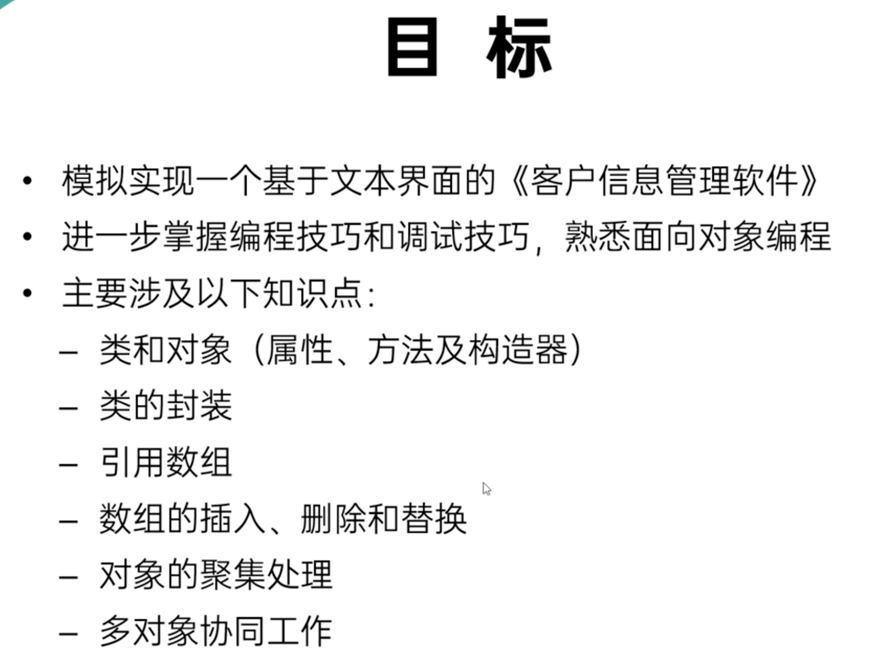 目 标
• 模拟实现一个基于文本界面的《客户信息管理软件》
• 进一步掌握编程技巧和调试技巧，熟悉面向对象编程
• 主要涉及以下知识点：
– 类和对象（属性、方法及构造器）
– 类的封装
– 引用数组
– 数组的插入、删除和替换
– 对象的聚集处理
– 多对象协同工作